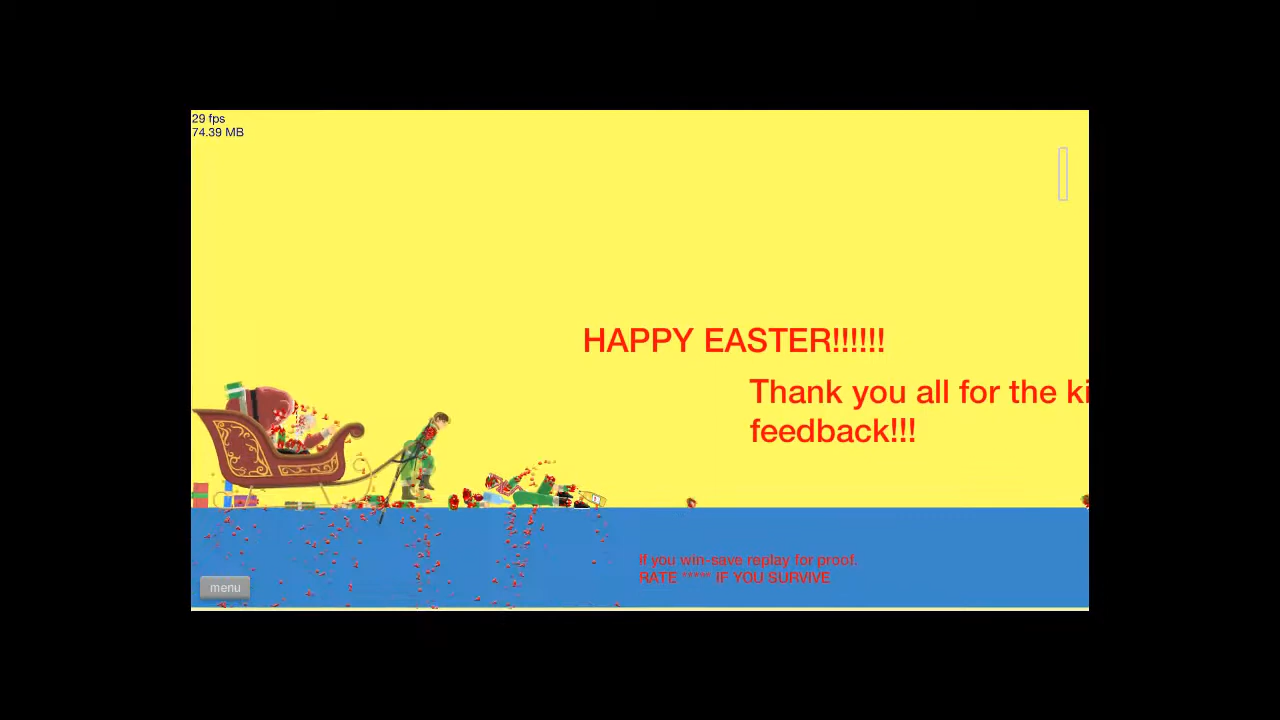 29 fps
74.39 MB
HAPPY EASTER!!!!!!
Thank you all for the ki
feedback!!!
if you win-save replay for proof.
RATE ***** IF YOU SURVIVE
menu